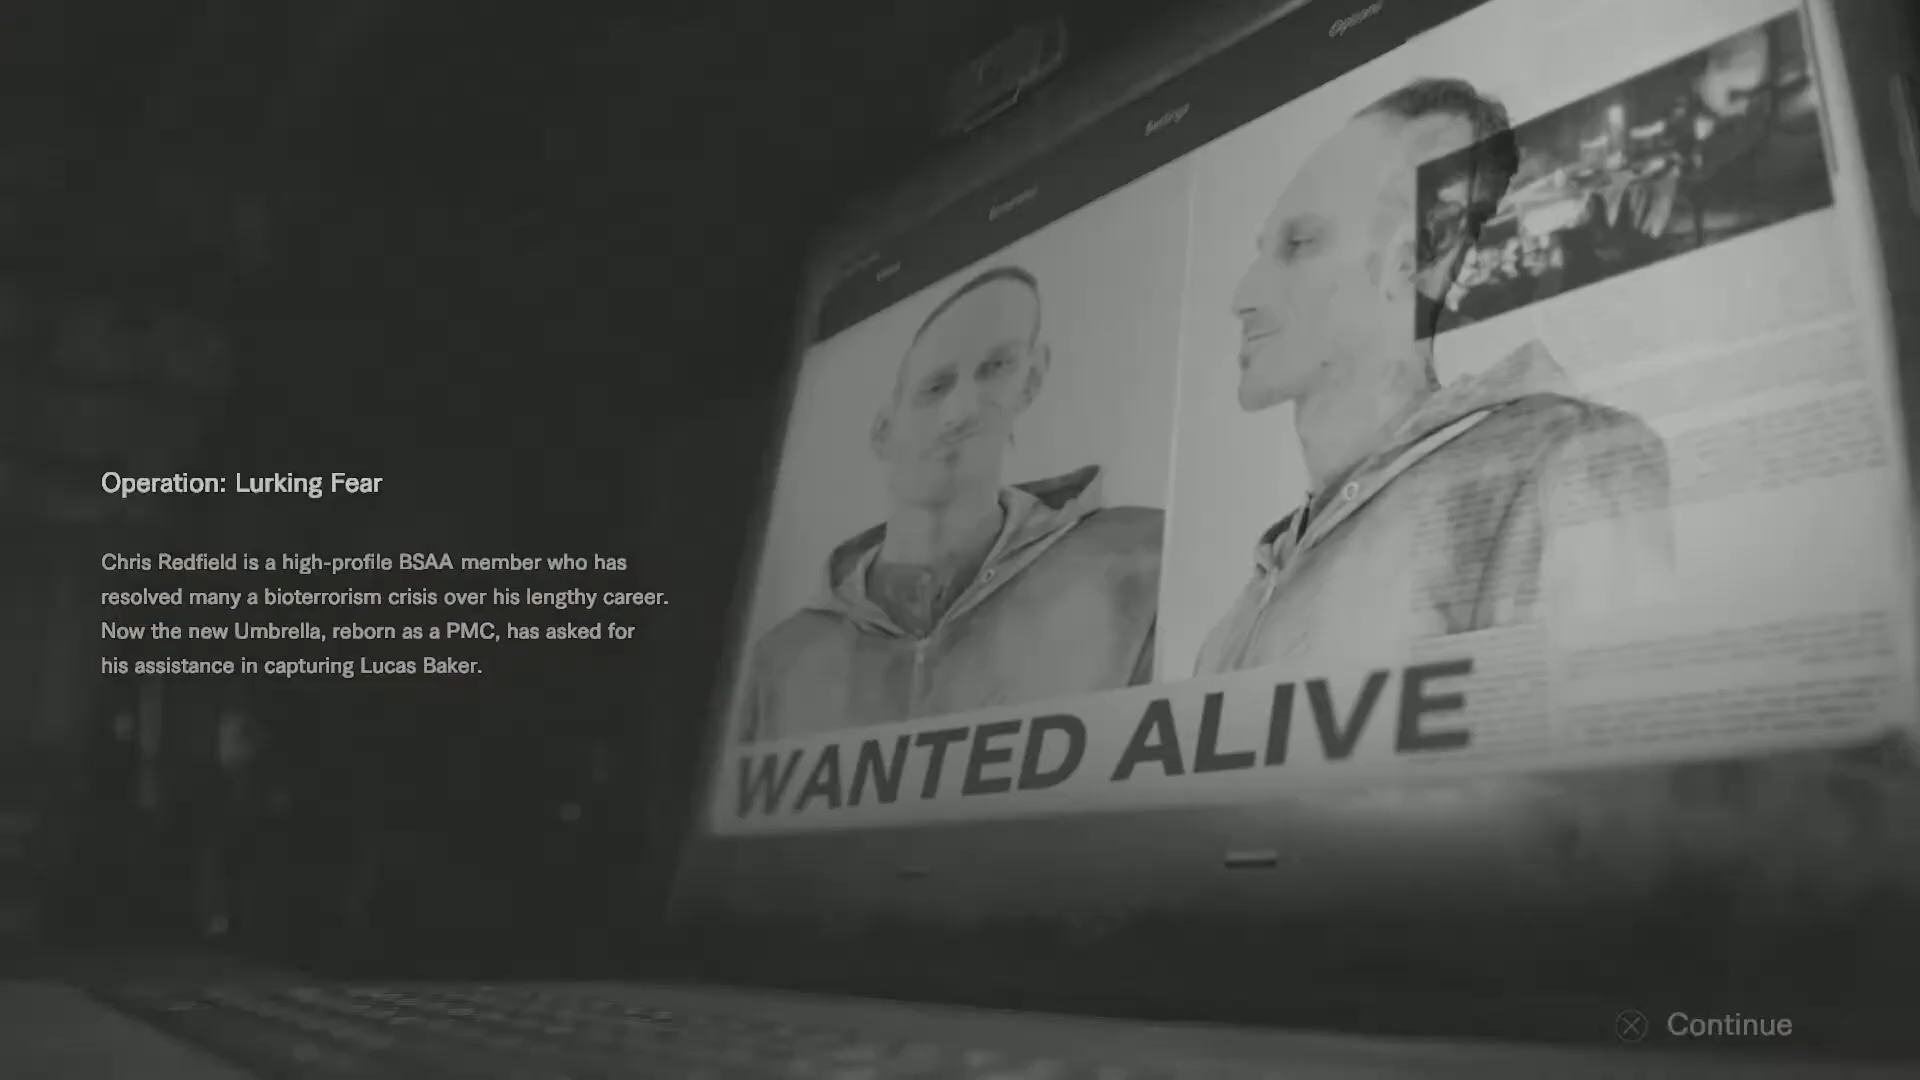 Options
Settings
Operation: Lurking Fear
Chris Redfield is a high-profile BSAA member who has
resolved many a bioterrorism crisis over his lengthy career.
Now the new Umbrella, reborn as a PMC, has asked for
his assistance in capturing Lucas Baker.
WANTED ALIVE
Continue